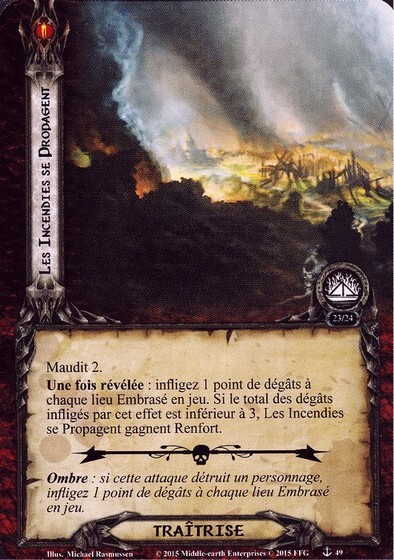 Les Incendies se Propagent
23/24
Maudit 2.
Une fois révélée : infligez 1 point de dégâts à
chaque lieu Embrasé en jeu. Si le total des dégâts
infligés par cet effet est inférieur à 3, Les Incendies
se Propagent gagnent Renfort.
Ombre : si cette attaque détruit un personnage,
infligez 1 point de dégâts à chaque lieu Embrasé
en jeu.
TRAÎTRISE
Illus. Michael Rasmussen © 2015 Middle-earth Enterprises © 2015 FFG 49